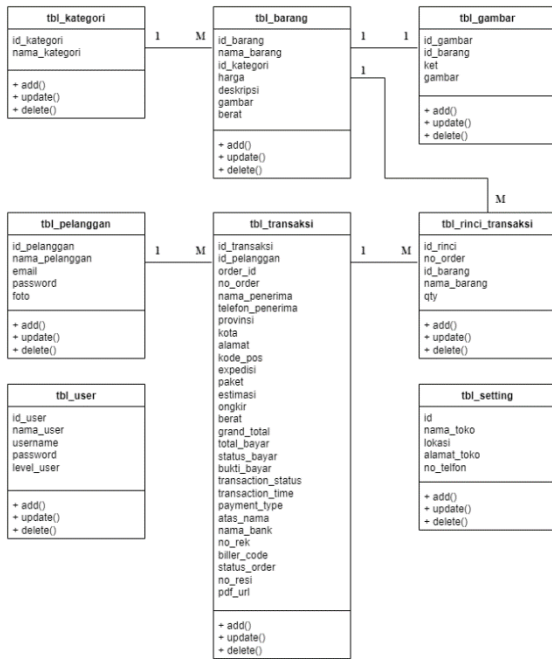 tbl_kategori
id_kategori
nama_kategori
+ add()
+ update()
+ delete()
1
M
tbl_barang
id_barang
nama_barang
id_kategori
harga
deskripsi
gambar
berat
+ add()
+ update()
+ delete()
1
1
1
M
tbl_gambar
id_gambar
id_barang
ket
gambar
+ add()
+ update()
+ delete()
tbl_pelanggan
id_pelanggan
nama_pelanggan
email
password
foto
+ add()
+ update()
+ delete()
1
M
tbl_transaksi
id_transaksi
id_pelanggan
order_id
no_order
nama_penerima
telefon_penerima
provinsi
kota
alamat
kode_pos
expedisi
paket
estimasi
ongkir
berat
grand_total
total_bayar
status_bayar
bukti_bayar
transaction_status
transaction_time
payment_type
atas_nama
nama_bank
no_rek
biller_code
status_order
no_resi
pdf_url
+ add()
+ update()
+ delete()
1
M
tbl_rinci_transaksi
id_rinci
no_order
id_barang
nama_barang
qty
+ add()
+ update()
+ delete()
tbl_user
id_user
nama_user
username
password
level_user
+ add()
+ update()
+ delete()
tbl_setting
id
nama_toko
lokasi
alamat_toko
no_telfon
+ add()
+ update()
+ delete()